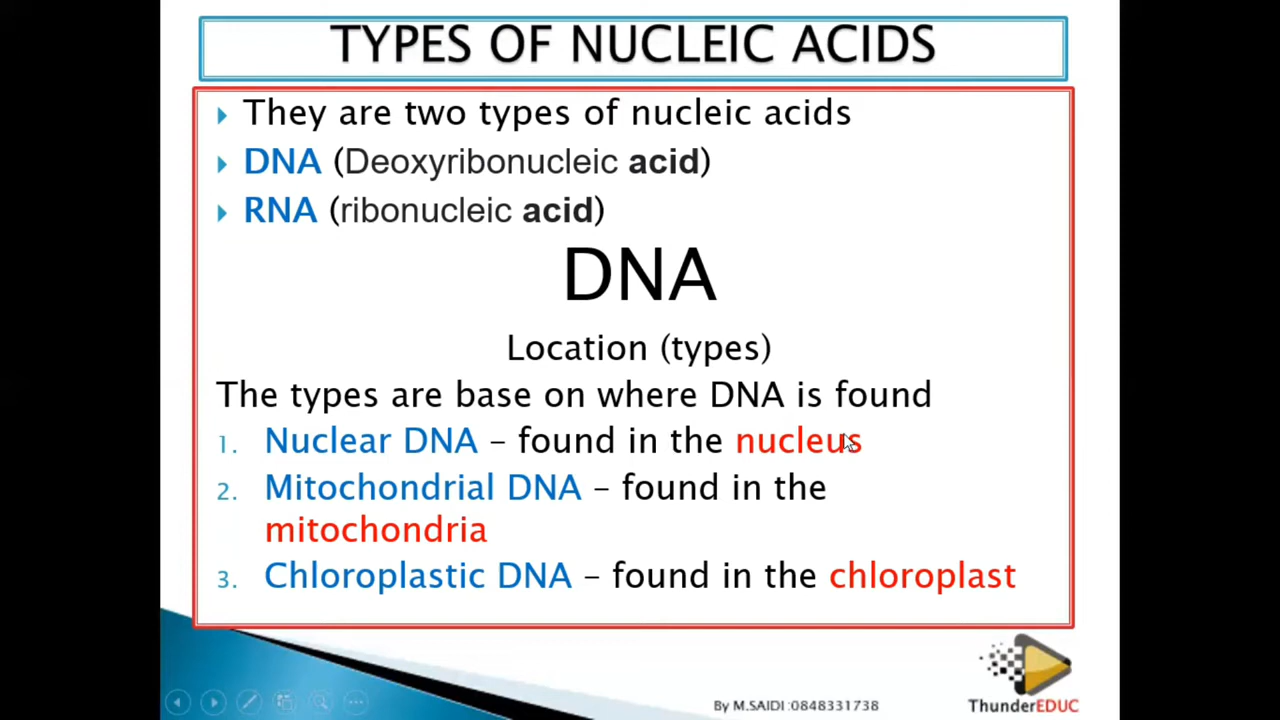 TYPES OF NUCLEIC ACIDS
They are two types of nucleic acids
DNA (Deoxyribonucleic acid)
RNA (ribonucleic acid)
DNA
Location (types)
The types are base on where DNA is found
1. Nuclear DNA – found in the nucleus
2. Mitochondrial DNA – found in the
mitochondria
3. Chloroplastic DNA – found in the chloroplast
By M.SAIDI :0848331738
ThunderEDUC